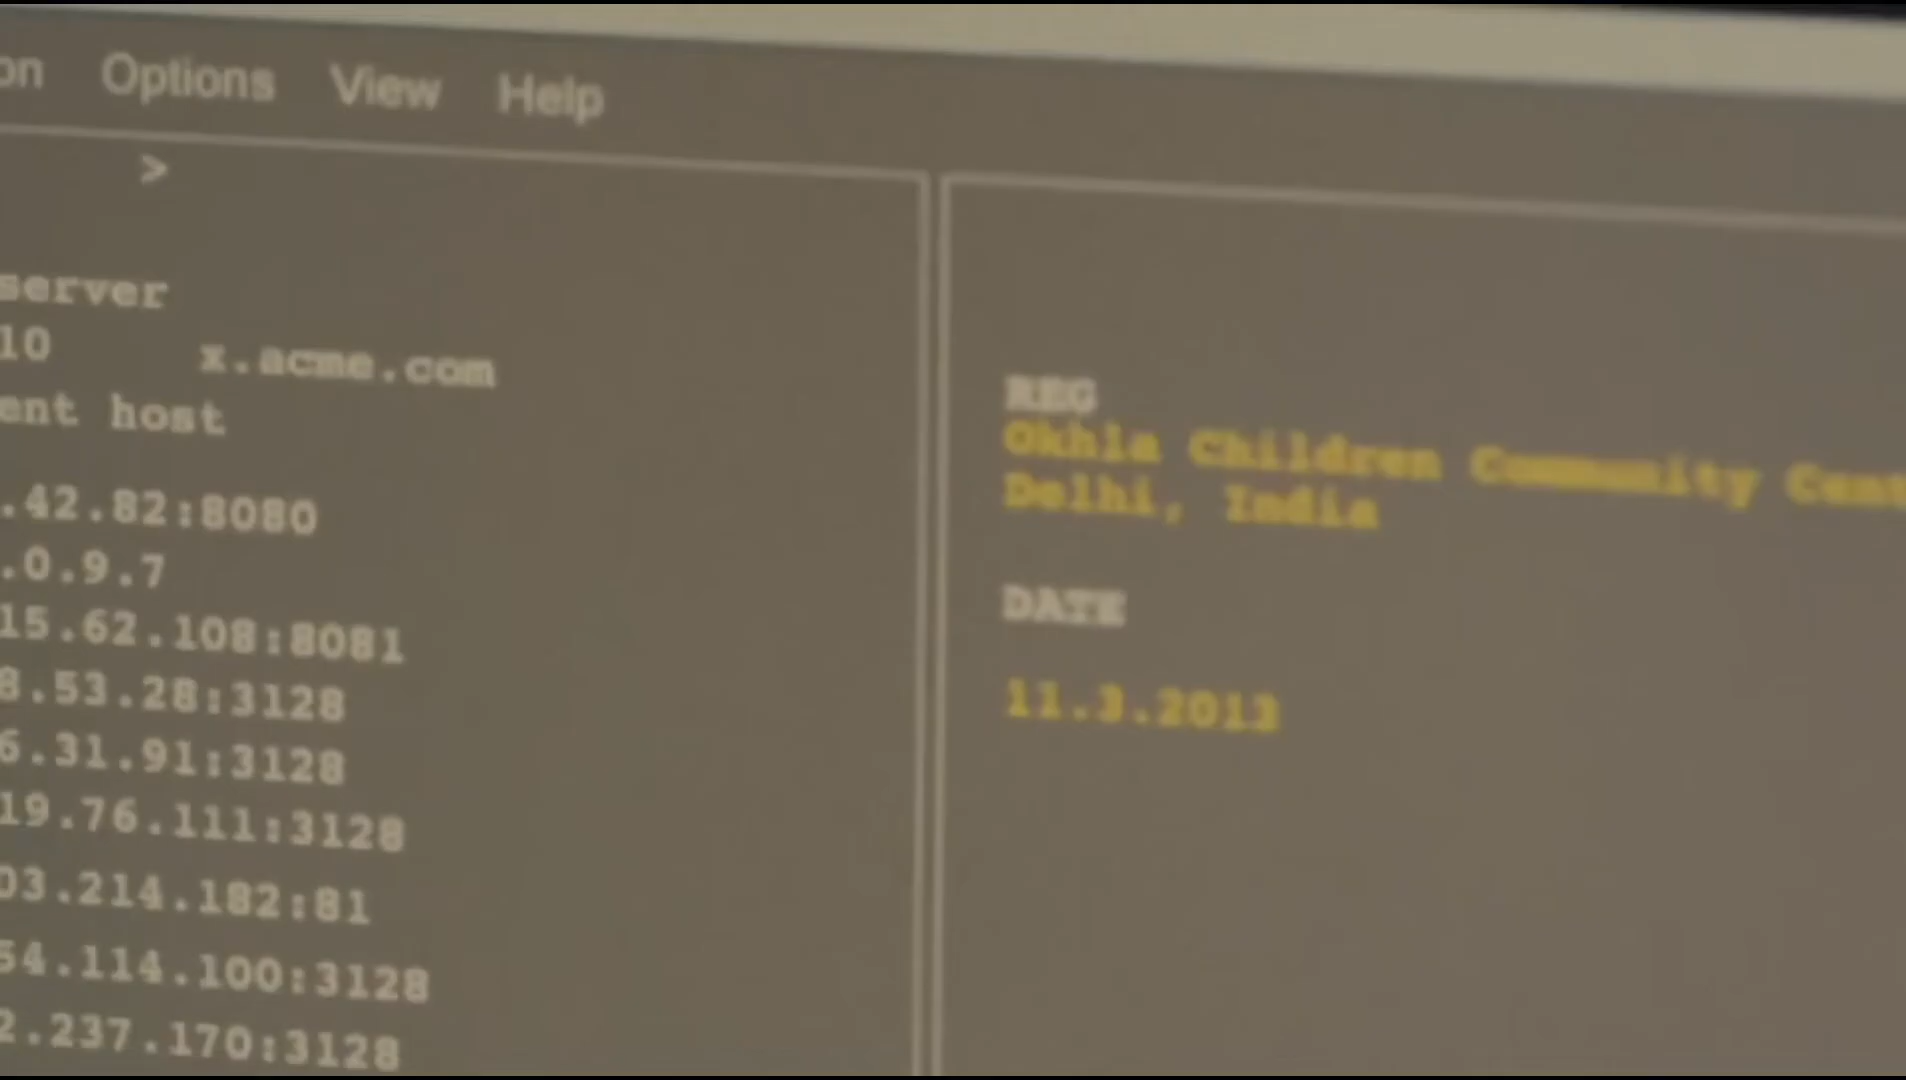 on Options View Help
>
server
10 x.acme.com
ent host
.42.82:8080
.0.9.7
15.62.108:8081
8.53.28:3128
6.31.91:3128
19.76.111:3128
03.214.182:81
54.114.100:3128
2.237.170:3128
REG
Okhla Children Community Cent
Delhi, India
DATE
11.3.2013